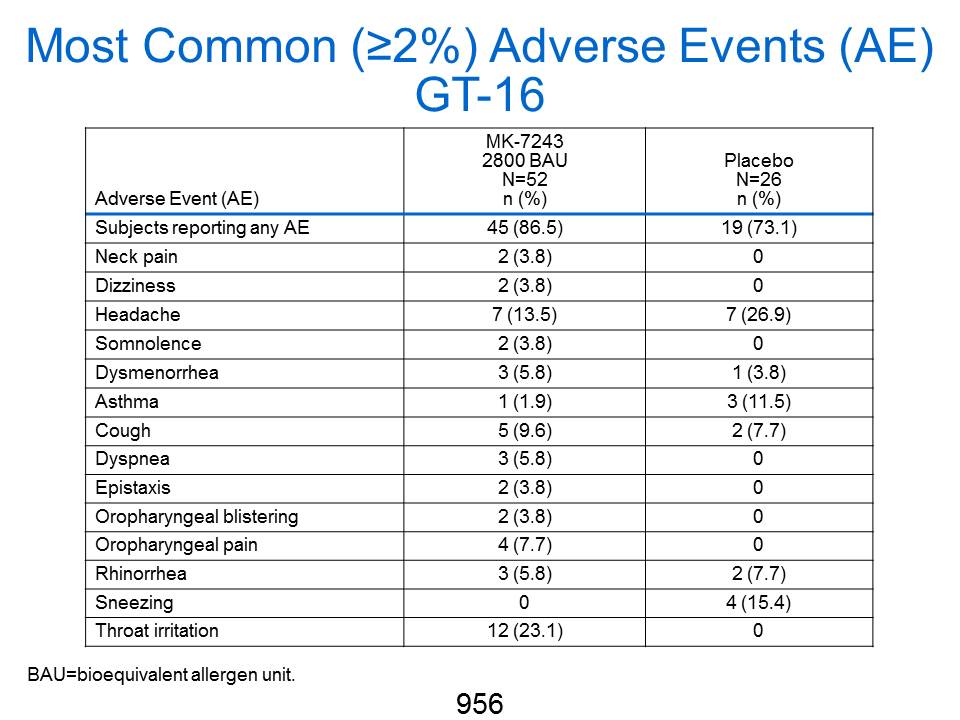 Most Common (≥2%) Adverse Events (AE)
GT-16
MK-7243
2800 BAU
N=52
n (%)
Placebo
N=26
n (%)
Adverse Event (AE)
Subjects reporting any AE 45 (86.5) 19 (73.1)
Neck pain 2 (3.8) 0
Dizziness 2 (3.8) 0
Headache 7 (13.5) 7 (26.9)
Somnolence 2 (3.8) 0
Dysmenorrhea 3 (5.8) 1 (3.8)
Asthma 1 (1.9) 3 (11.5)
Cough 5 (9.6) 2 (7.7)
Dyspnea 3 (5.8) 0
Epistaxis 2 (3.8) 0
Oropharyngeal blistering 2 (3.8) 0
Oropharyngeal pain 4 (7.7) 0
Rhinorrhea 3 (5.8) 2 (7.7)
Sneezing 0 4 (15.4)
Throat irritation 12 (23.1) 0
BAU=bioequivalent allergen unit.
956